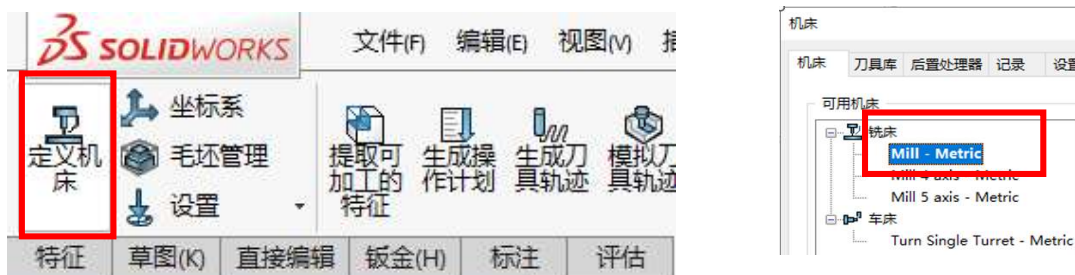 SOLIDWORKS 文件(F) 编辑(E) 视图(V)
定义机床
坐标系
毛坯管理
设置
提取可加工的特征
生成操作计划
生成刀具轨迹
模拟刀具轨迹
特征 草图(K) 直接编辑 钣金(H) 标注 评估
机床
机床 刀具库 后置处理器 记录 设置
可用机床
铣床
Mill - Metric
Mill 4 axis - Metric
Mill 5 axis - Metric
车床
Turn Single Turret - Metric